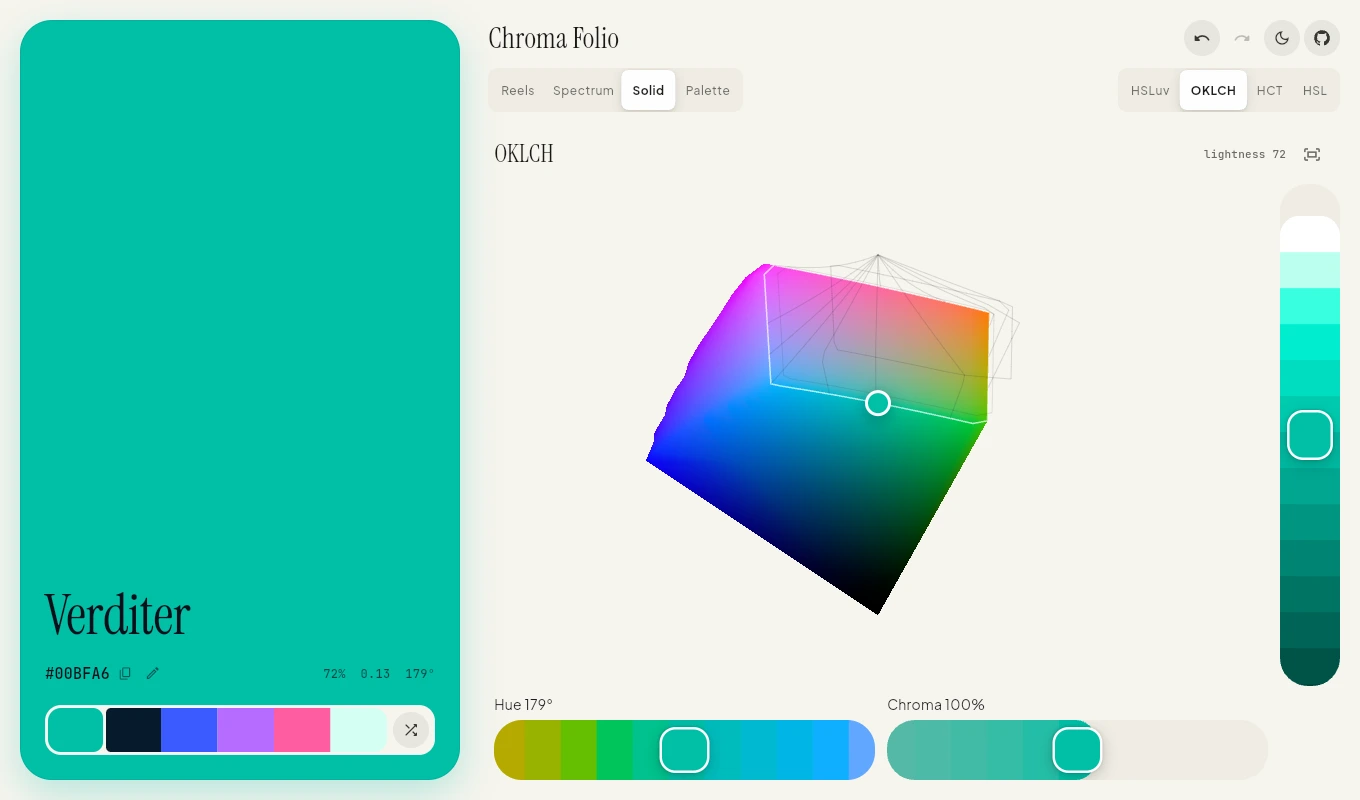 Chroma Folio
Reels Spectrum Solid Palette
HSLuv OKLCH HCT HSL
OKLCH
lightness 72
Verditer
#00BFA6
72% 0.13 179°
Hue 179°
Chroma 100%